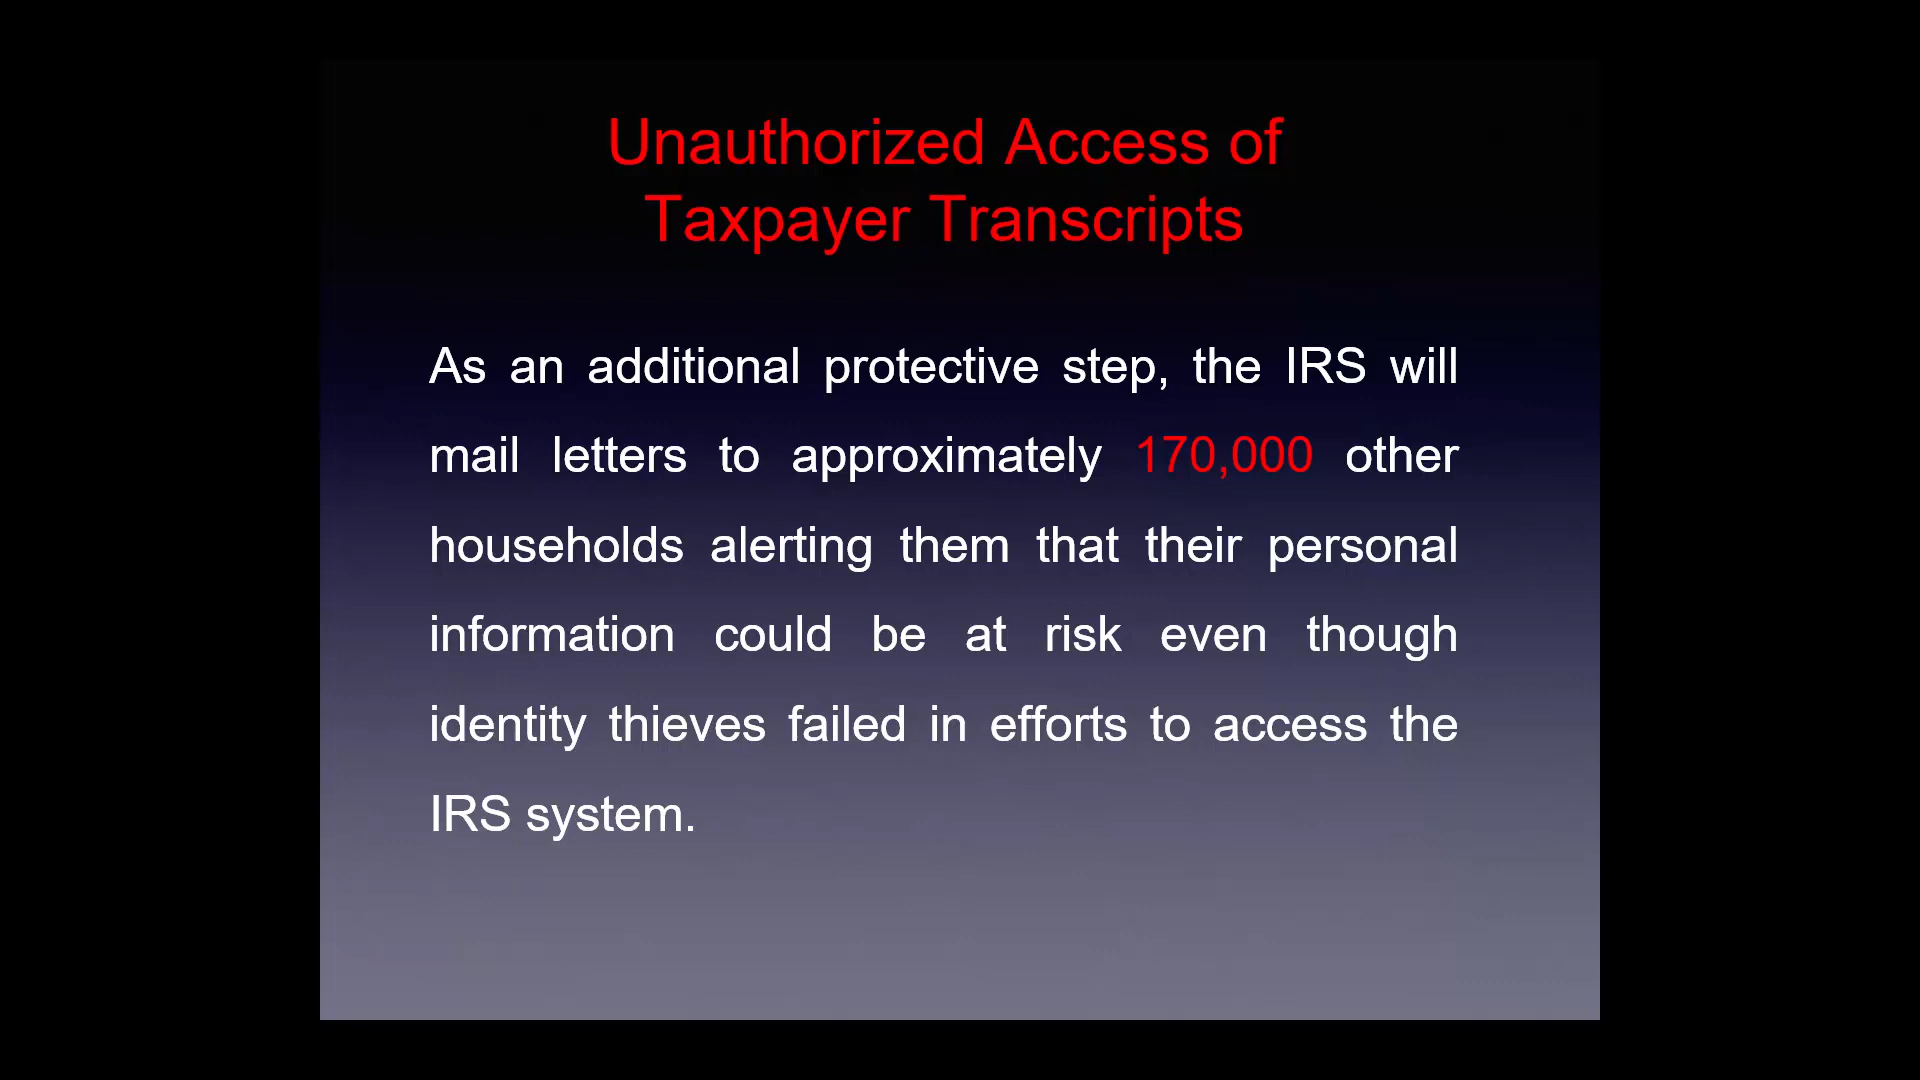 Unauthorized Access of
Taxpayer Transcripts
As an additional protective step, the IRS will
mail letters to approximately 170,000 other
households alerting them that their personal
information could be at risk even though
identity thieves failed in efforts to access the
IRS system.